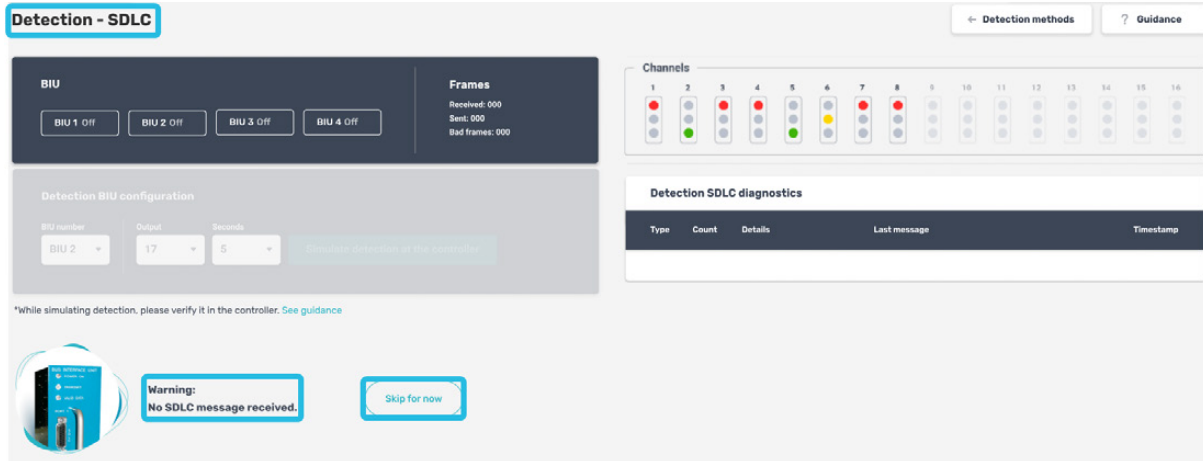 Detection - SDLC
← Detection methods
? Guidance
BIU
BIU 1 Off
BIU 2 Off
BIU 3 Off
BIU 4 Off
Frames
Received: 000
Sent: 000
Bad frames: 000
Channels
1 2 3 4 5 6 7 8 9 10 11 12 13 14 15 16
Detection BIU configuration
BIU number
Output
Seconds
BIU 2
17
5
Simulate detection at the controller
*While simulating detection, please verify it in the controller. See guidance
Detection SDLC diagnostics
Type Count Details Last message Timestamp
BUS INTERFACE UNIT
Warning:
No SDLC message received.
Skip for now